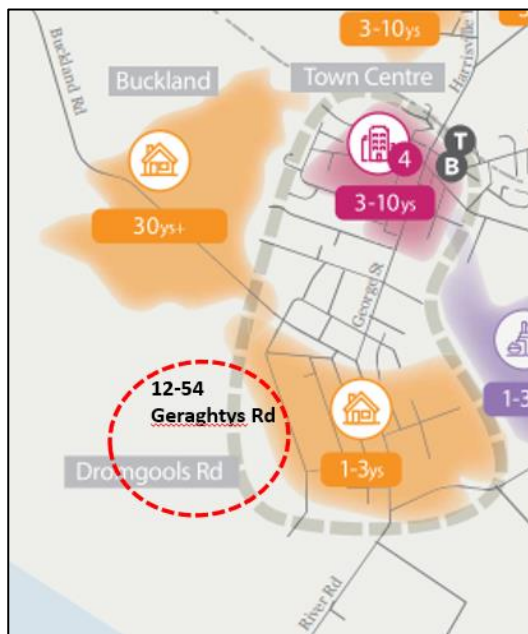 3-10ys
Harrisville
Buckland Rd
Buckland
Town Centre
4
T
B
3-10ys
30ys+
George St
12-54
Geraghtys Rd
1-3
Dromgools Rd
1-3ys
River Rd